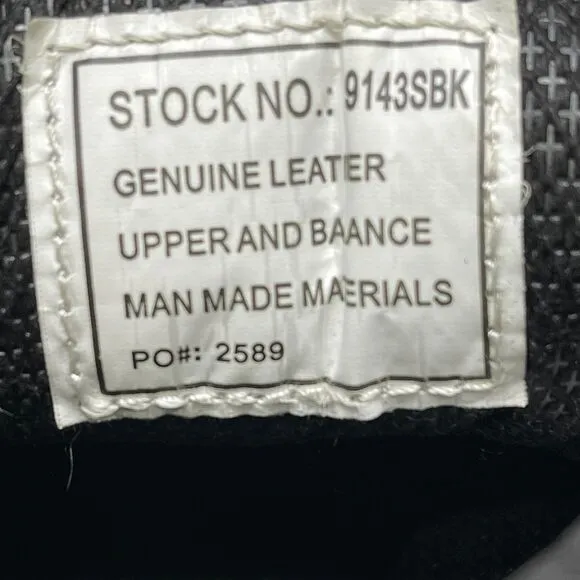 STOCK NO.: 9143SBK
GENUINE LEATER
UPPER AND BAANCE
MAN MADE MAERIALS
PO#: 2589